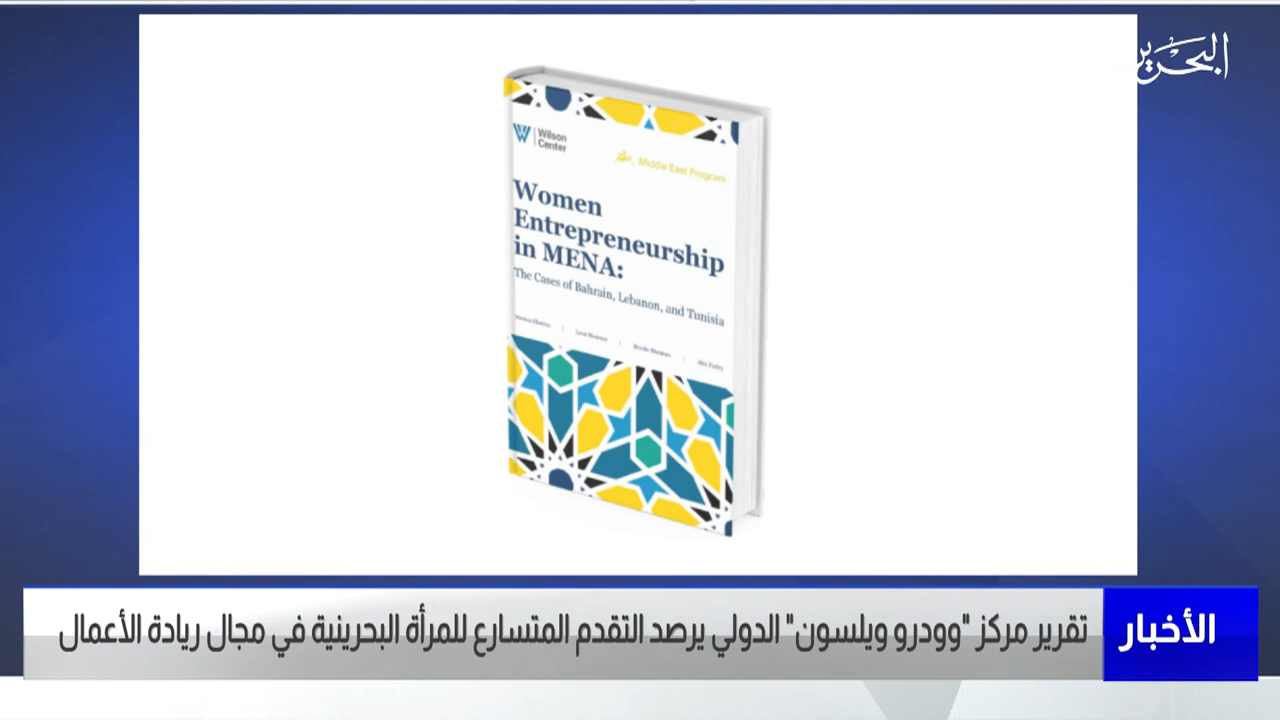 البحرين
Wilson
Center
Middle East Program
Women
Entrepreneurship
in MENA:
The Cases of Bahrain, Lebanon, and Tunisia
الأخبار
تقرير مركز "وودرو ويلسون" الدولي يرصد التقدم المتسارع للمرأة البحرينية في مجال ريادة الأعمال